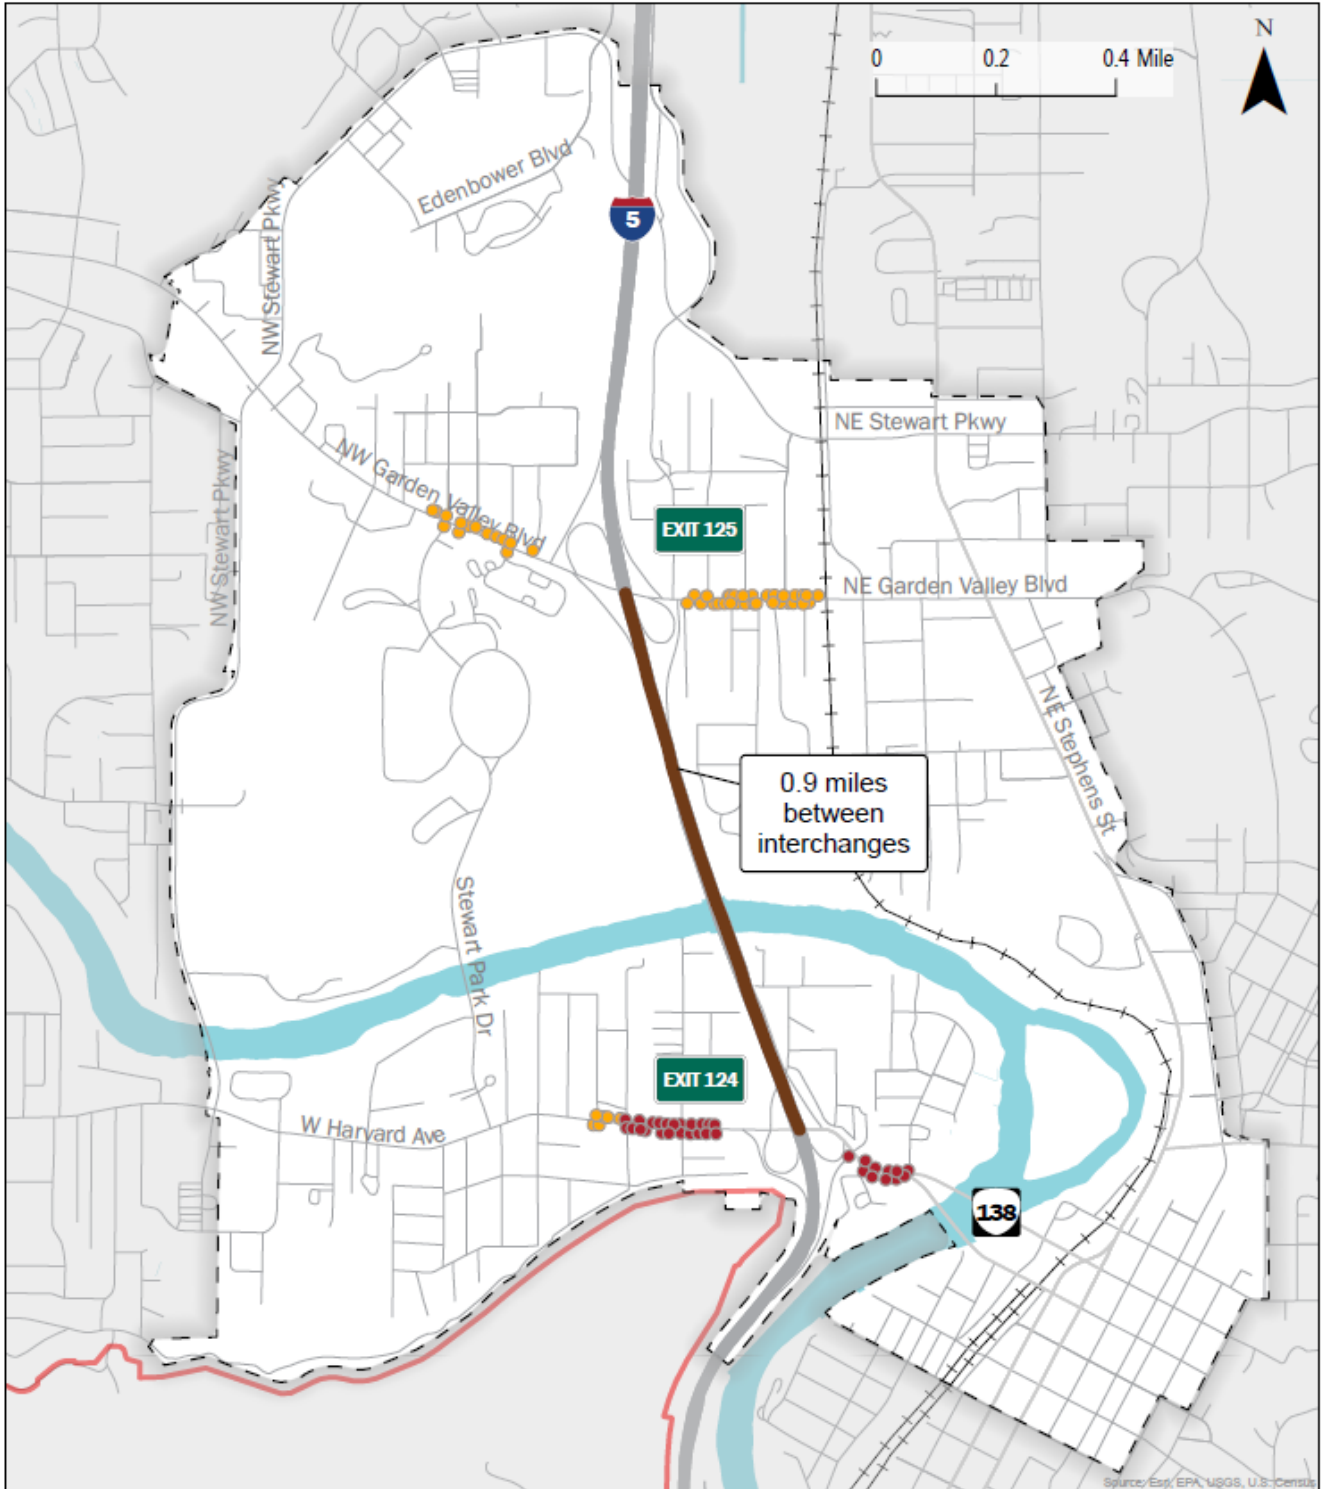 N
0 0.2 0.4 Mile
Edenbower Blvd
NW Stewart Pkwy
5
NE Stewart Pkwy
NW Garden Valley Blvd
NW Stewart Pkwy
EXIT 125
NE Garden Valley Blvd
NE Stephens St
0.9 miles
between
interchanges
Stewart Park Dr
EXIT 124
W Harvard Ave
138
Source: Esri, EPA, USGS, U.S. Census